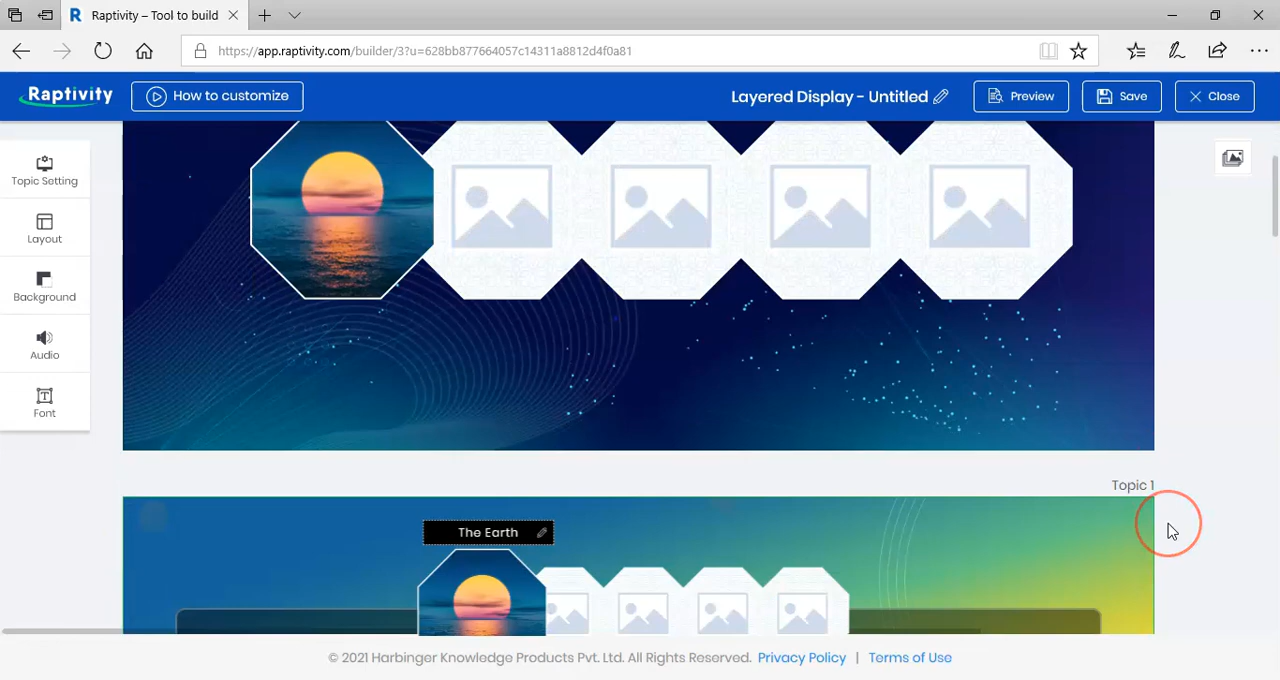 Raptivity – Tool to build
https://app.raptivity.com/builder/3?u=628bb877664057c14311a8812d4f0a81
Raptivity
How to customize
Layered Display - Untitled
Preview
Save
Close
Topic Setting
Layout
Background
Audio
Font
Topic 1
The Earth
© 2021 Harbinger Knowledge Products Pvt. Ltd. All Rights Reserved. Privacy Policy | Terms of Use